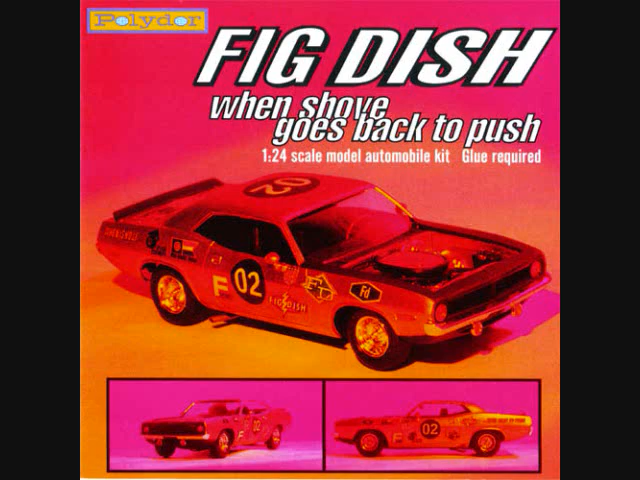 Polydor
FIG DISH
when shove
goes back to push
1:24 scale model automobile kit Glue required
02
F 02
FIG DISH
Fd
F 02
02